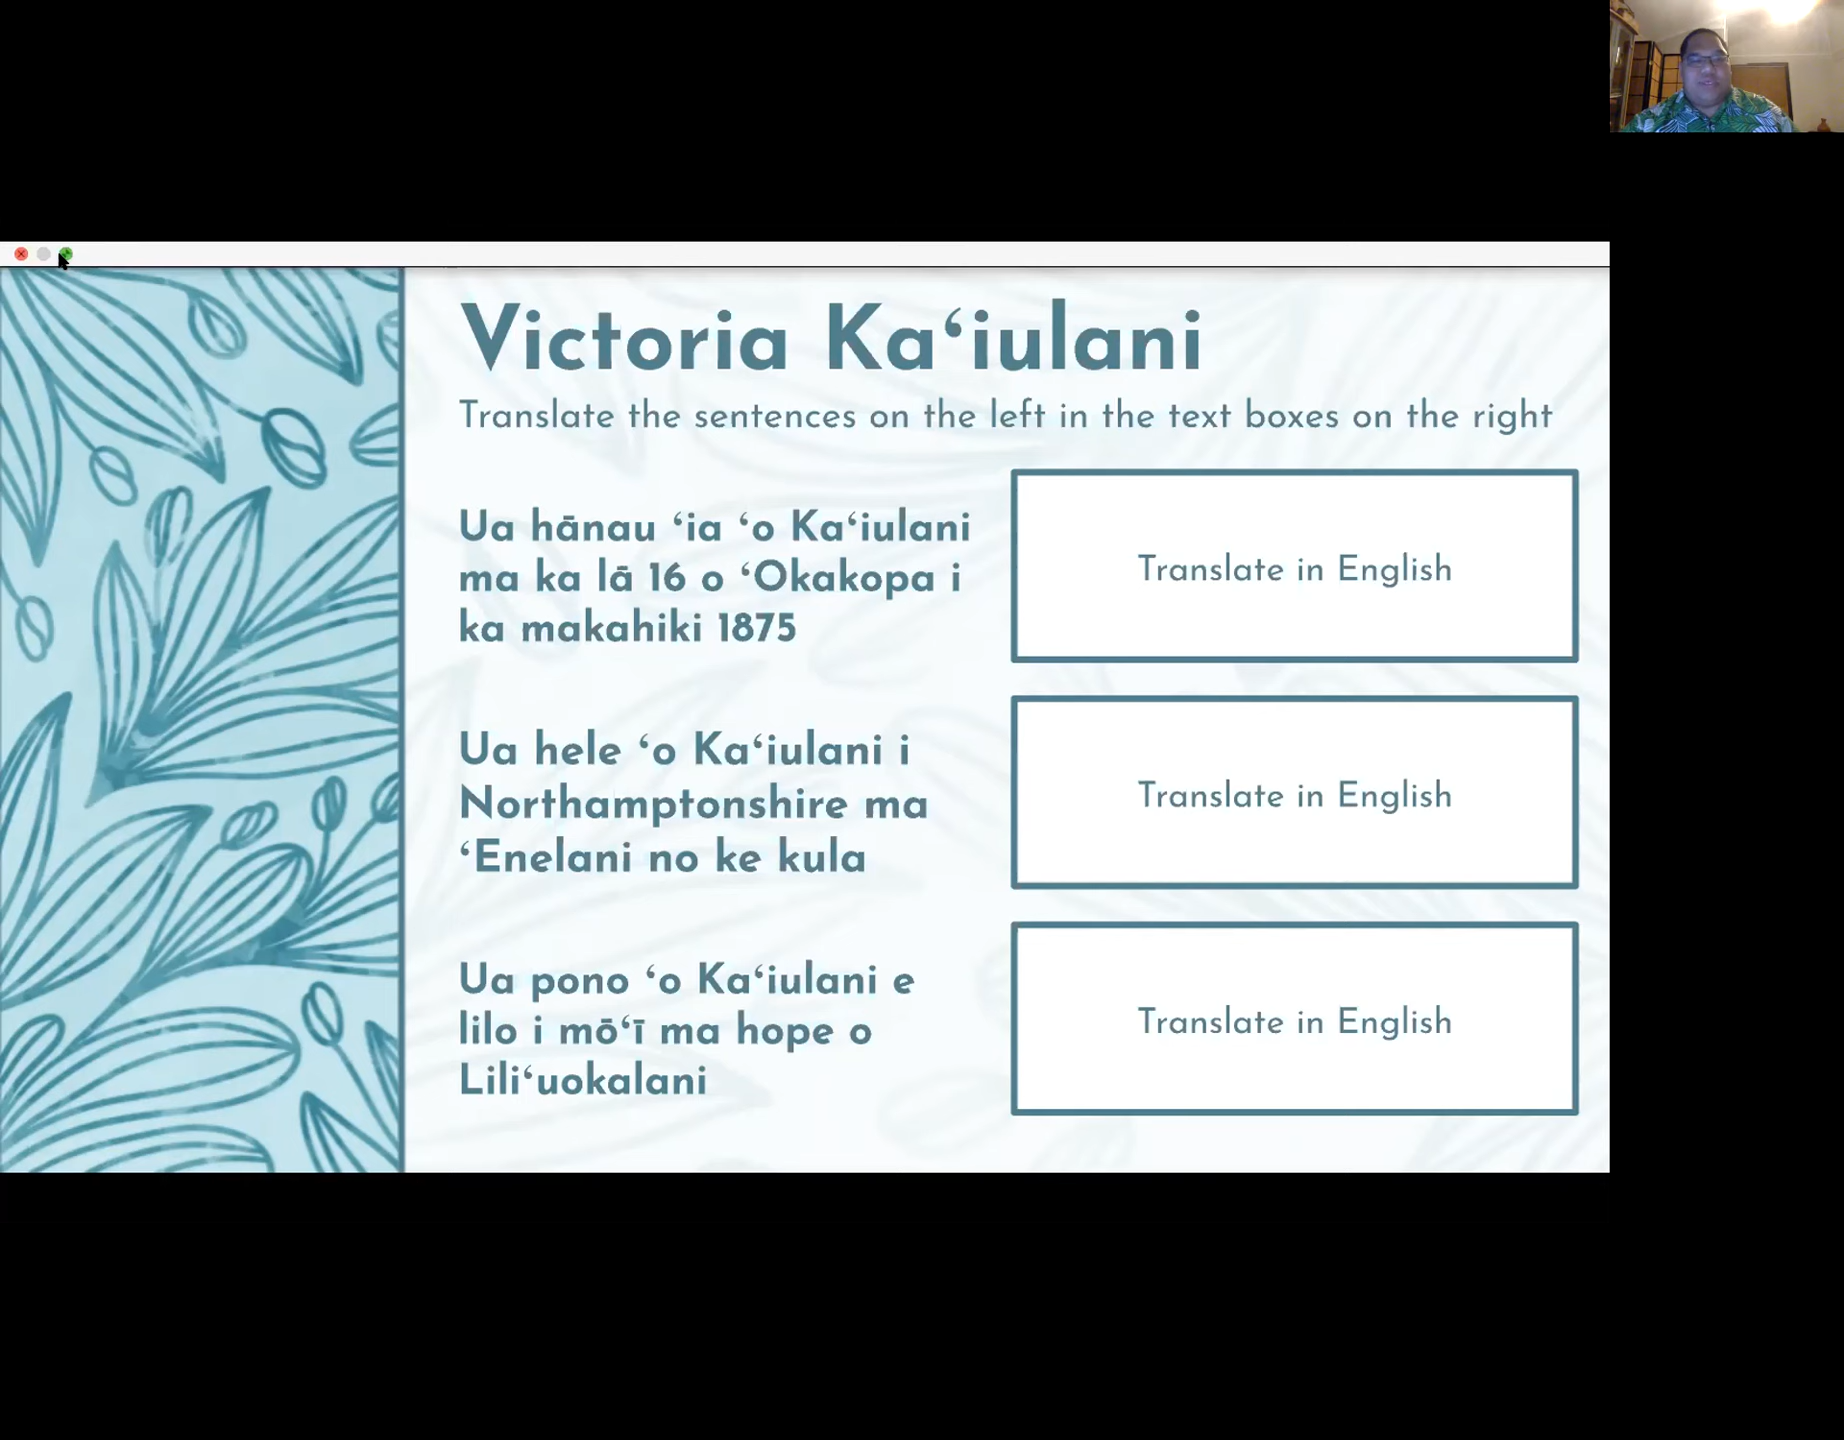 Victoria Kaʻiulani
Translate the sentences on the left in the text boxes on the right
Ua hānau ʻia ʻo Kaʻiulani
ma ka lā 16 o ʻOkakopa i
ka makahiki 1875
Translate in English
Ua hele ʻo Kaʻiulani i
Northamptonshire ma
ʻEnelani no ke kula
Translate in English
Ua pono ʻo Kaʻiulani e
lilo i mōʻī ma hope o
Liliʻuokalani
Translate in English